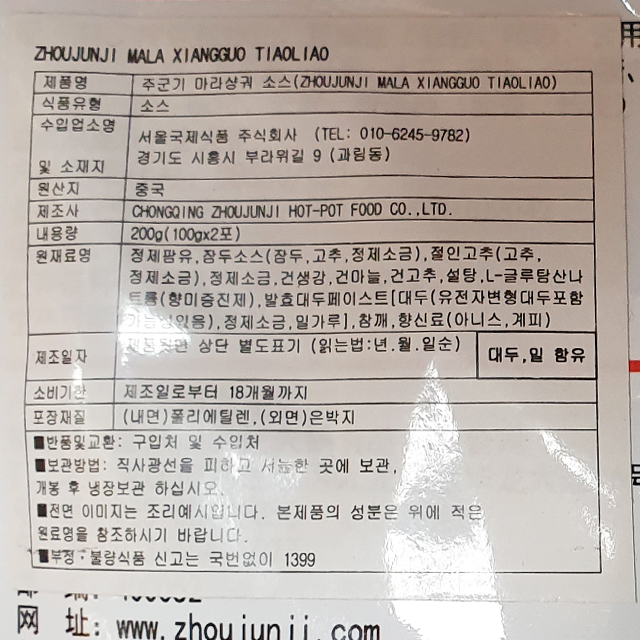 ZHOUJUNJI MALA XIANGGUO TIAOLIAO
제품명 주군기 마라샹궈 소스(ZHOUJUNJI MALA XIANGGUO TIAOLIAO)
식품유형 소스
수입업소명 및 소재지 서울국제식품 주식회사 (TEL: 010-6245-9782)
경기도 시흥시 부라위길 9 (과림동)
원산지 중국
제조사 CHONGQING ZHOUJUNJI HOT-POT FOOD CO.,LTD.
내용량 200g(100gx2포)
원재료명 정제팜유,잠두소스(잠두,고추,정제소금),절인고추(고추,
정제소금),정제소금,건생강,건마늘,건고추,설탕,L-글루탐산나
트륨(향미증진제),발효대두페이스트[대두(유전자변형대두포함
가능성있음),정제소금,밀가루],참깨,향신료(아니스,계피)
제조일자 제품뒷면 상단 별도표기 (읽는법:년.월.일순) 대두,밀 함유
소비기한 제조일로부터 18개월까지
포장재질 (내면)폴리에틸렌,(외면)은박지
■반품및교환: 구입처 및 수입처
■보관방법: 직사광선을 피하고 서늘한 곳에 보관,
개봉 후 냉장보관 하십시오.
■전면 이미지는 조리예시입니다. 본제품의 성분은 위에 적은
원료명을 참조하시기 바랍니다.
■부정·불량식품 신고는 국번없이 1399
网 址: www.zhoujunji.com